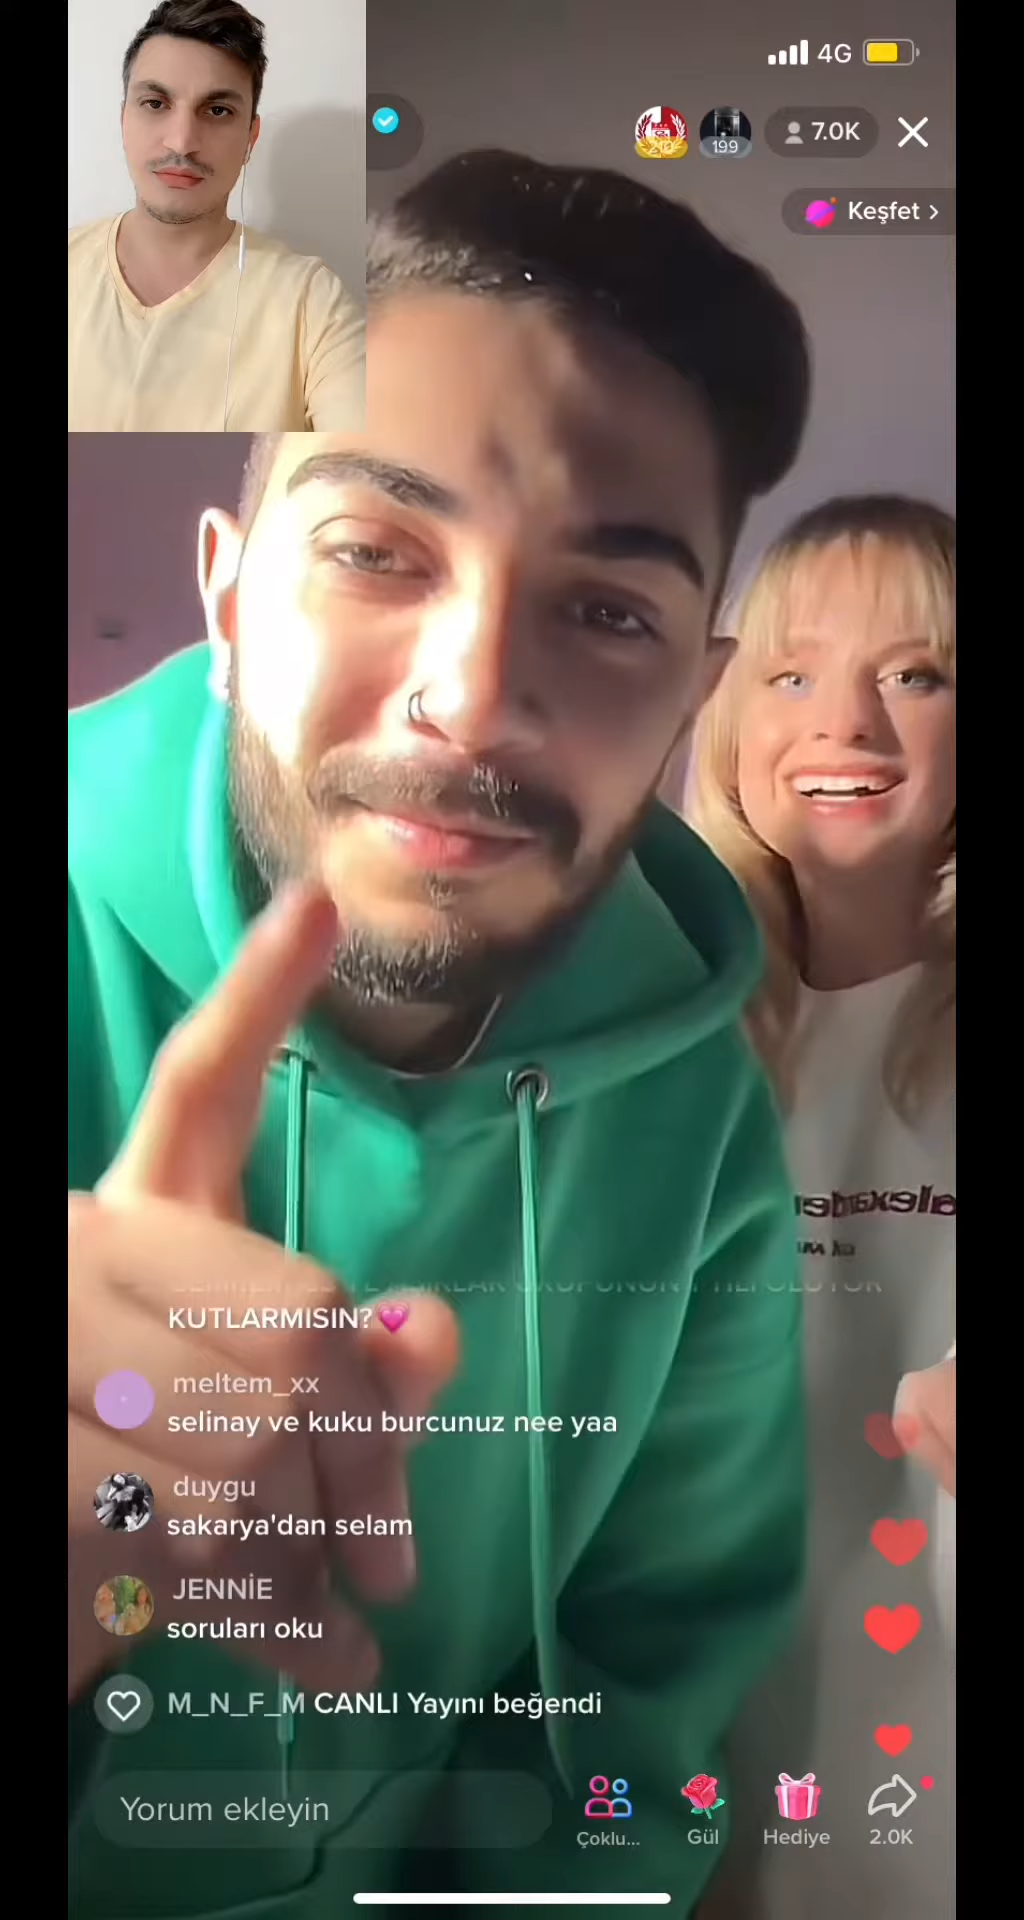 4G
210
199
7.0K
Keşfet
KUTLARMISIN?💗
meltem_xx
selinay ve kuku burcunuz nee yaa
duygu
sakarya'dan selam
JENNİE
soruları oku
M_N_F_M CANLI Yayını beğendi
Yorum ekleyin
Çoklu...
Gül
Hediye
2.0K